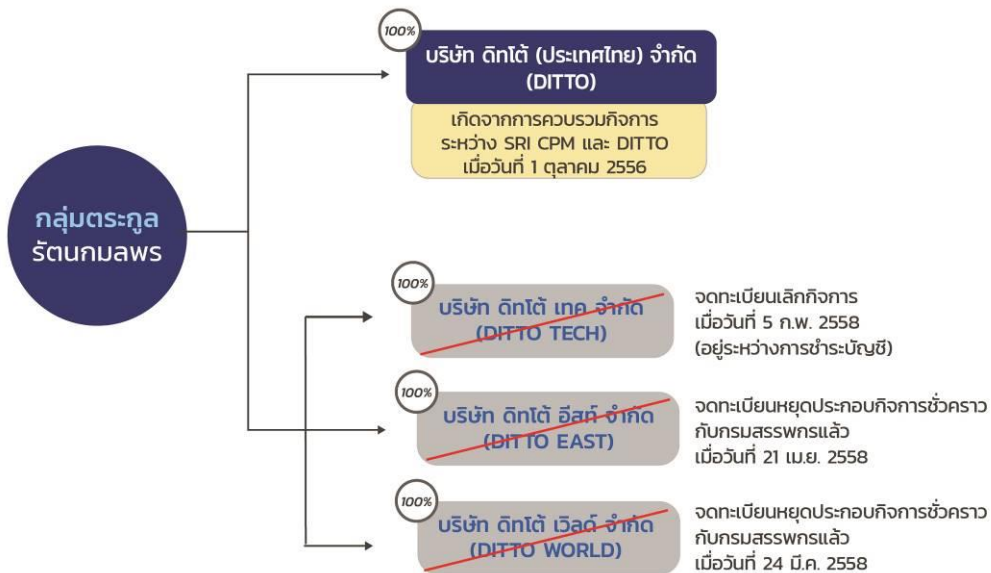 100%
บริษัท ดิทโต้ (ประเทศไทย) จำกัด
(DITTO)
เกิดจากการควบรวมกิจการ
ระหว่าง SRI CPM และ DITTO
เมื่อวันที่ 1 ตุลาคม 2556
กลุ่มตระกูล
รัตนกมลพร
100%
บริษัท ดิทโต้ เทค จำกัด
(DITTO TECH)
จดทะเบียนเลิกกิจการ
เมื่อวันที่ 5 ก.พ. 2558
(อยู่ระหว่างการชำระบัญชี)
100%
บริษัท ดิทโต้ อีสท์ จำกัด
(DITTO EAST)
จดทะเบียนหยุดประกอบกิจการชั่วคราว
กับกรมสรรพกรแล้ว
เมื่อวันที่ 21 เม.ย. 2558
100%
บริษัท ดิทโต้ เวิลด์ จำกัด
(DITTO WORLD)
จดทะเบียนหยุดประกอบกิจการชั่วคราว
กับกรมสรรพกรแล้ว
เมื่อวันที่ 24 มี.ค. 2558